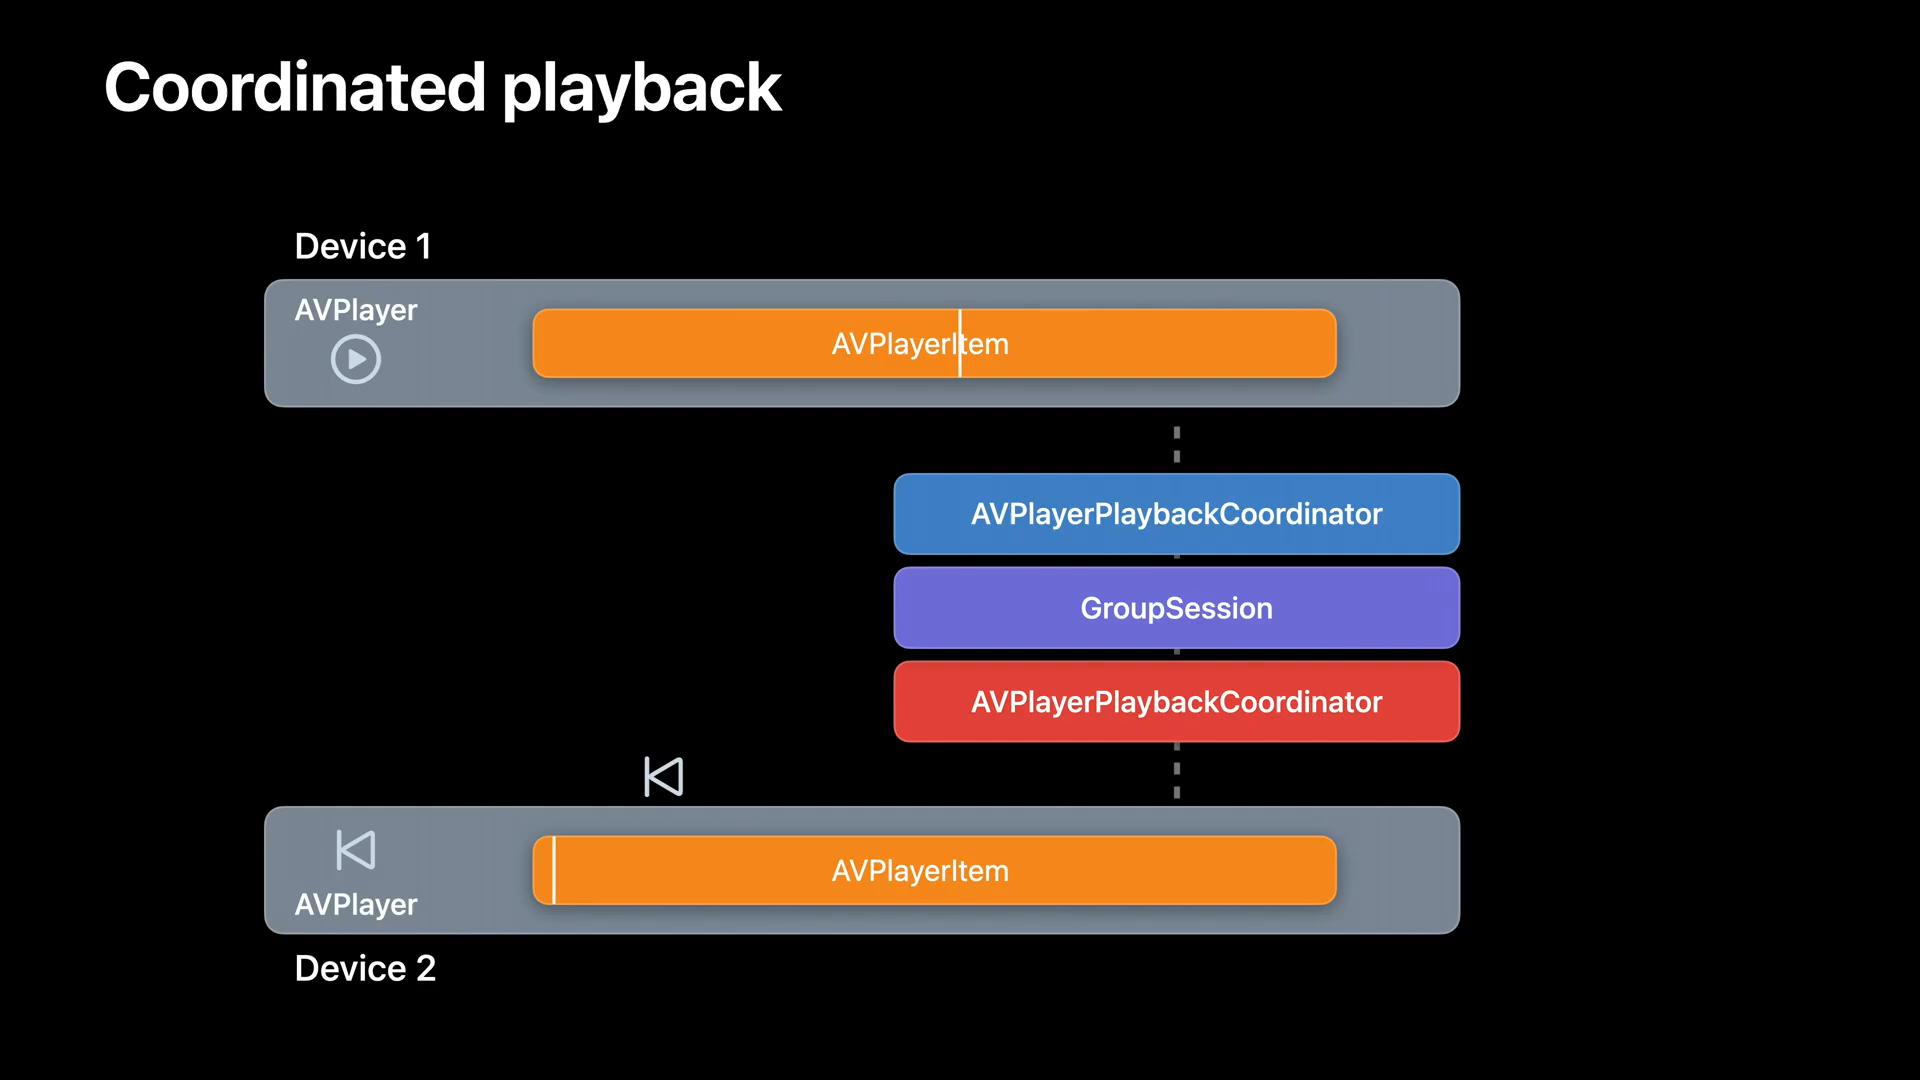 Coordinated playback
Device 1
AVPlayer
AVPlayerItem
AVPlayerPlaybackCoordinator
GroupSession
AVPlayerPlaybackCoordinator
AVPlayerItem
AVPlayer
Device 2